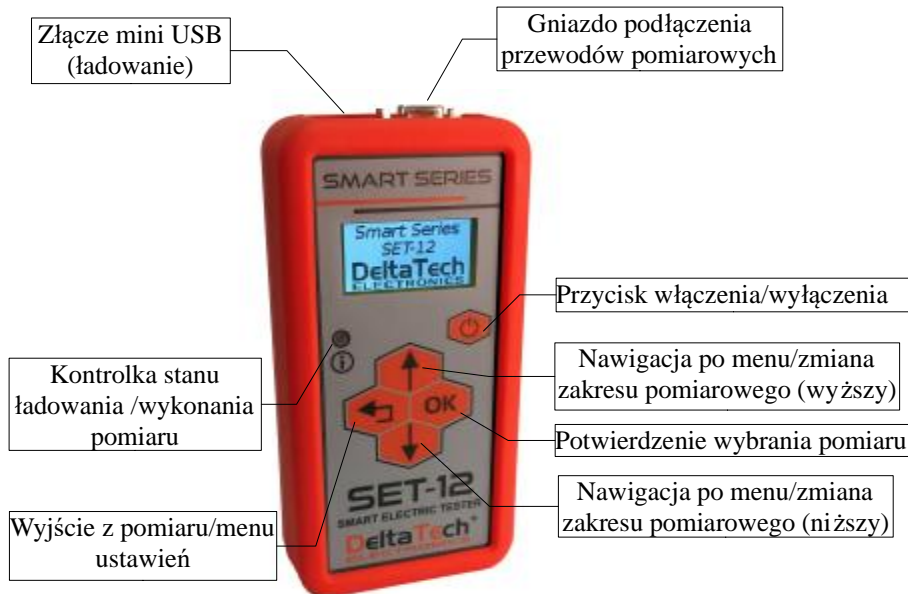 Złącze mini USB
(ładowanie)
Gniazdo podłączenia
przewodów pomiarowych
SMART SERIES
Smart Series
SET-12
DeltaTech
ELECTRONICS
Przycisk włączenia/wyłączenia
Kontrolka stanu
ładowania /wykonania
pomiaru
Nawigacja po menu/zmiana
zakresu pomiarowego (wyższy)
OK
Potwierdzenie wybrania pomiaru
Nawigacja po menu/zmiana
zakresu pomiarowego (niższy)
SET-12
SMART ELECTRIC TESTER
DeltaTech
Wyjście z pomiaru/menu
ustawień